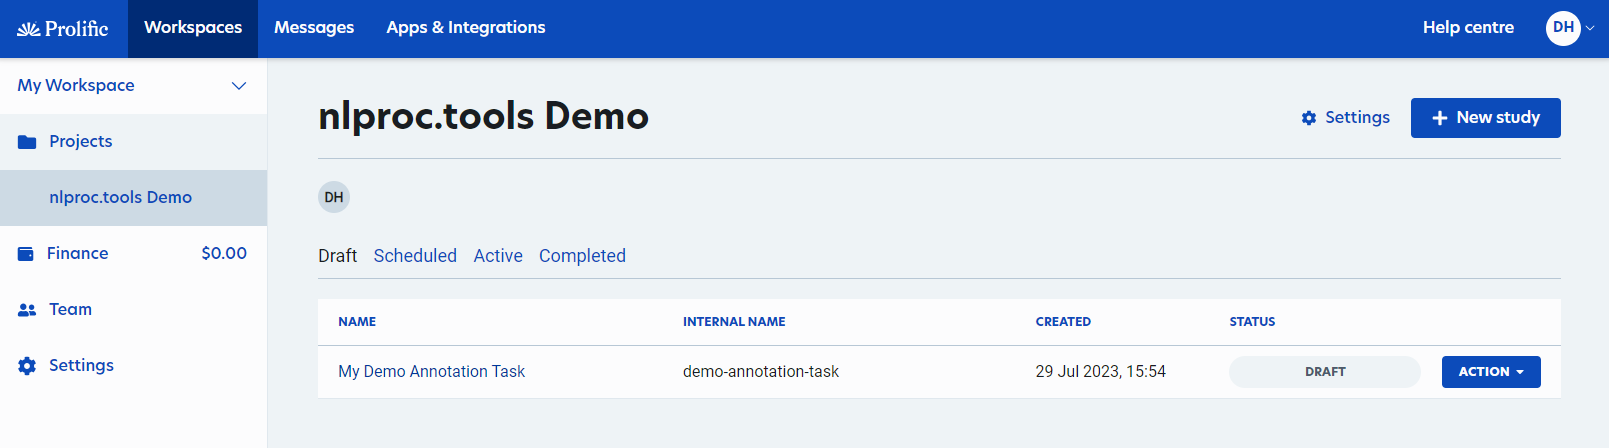 Prolific Workspaces Messages Apps & Integrations Help centre DH
My Workspace
Projects
nlproc.tools Demo
Finance $0.00
Team
Settings
nlproc.tools Demo Settings New study
DH
Draft Scheduled Active Completed
NAME INTERNAL NAME CREATED STATUS
My Demo Annotation Task demo-annotation-task 29 Jul 2023, 15:54 DRAFT ACTION